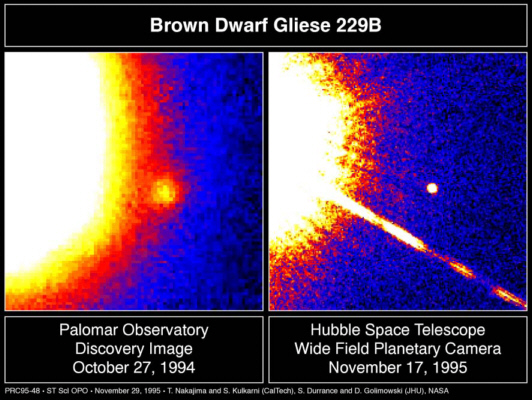 Brown Dwarf Gliese 229B
Palomar Observatory
Discovery Image
October 27, 1994
Hubble Space Telescope
Wide Field Planetary Camera
November 17, 1995
PRC95-48 • ST ScI OPO • November 29, 1995 • T. Nakajima and S. Kulkarni (CalTech), S. Durrance and D. Golimowski (JHU), NASA